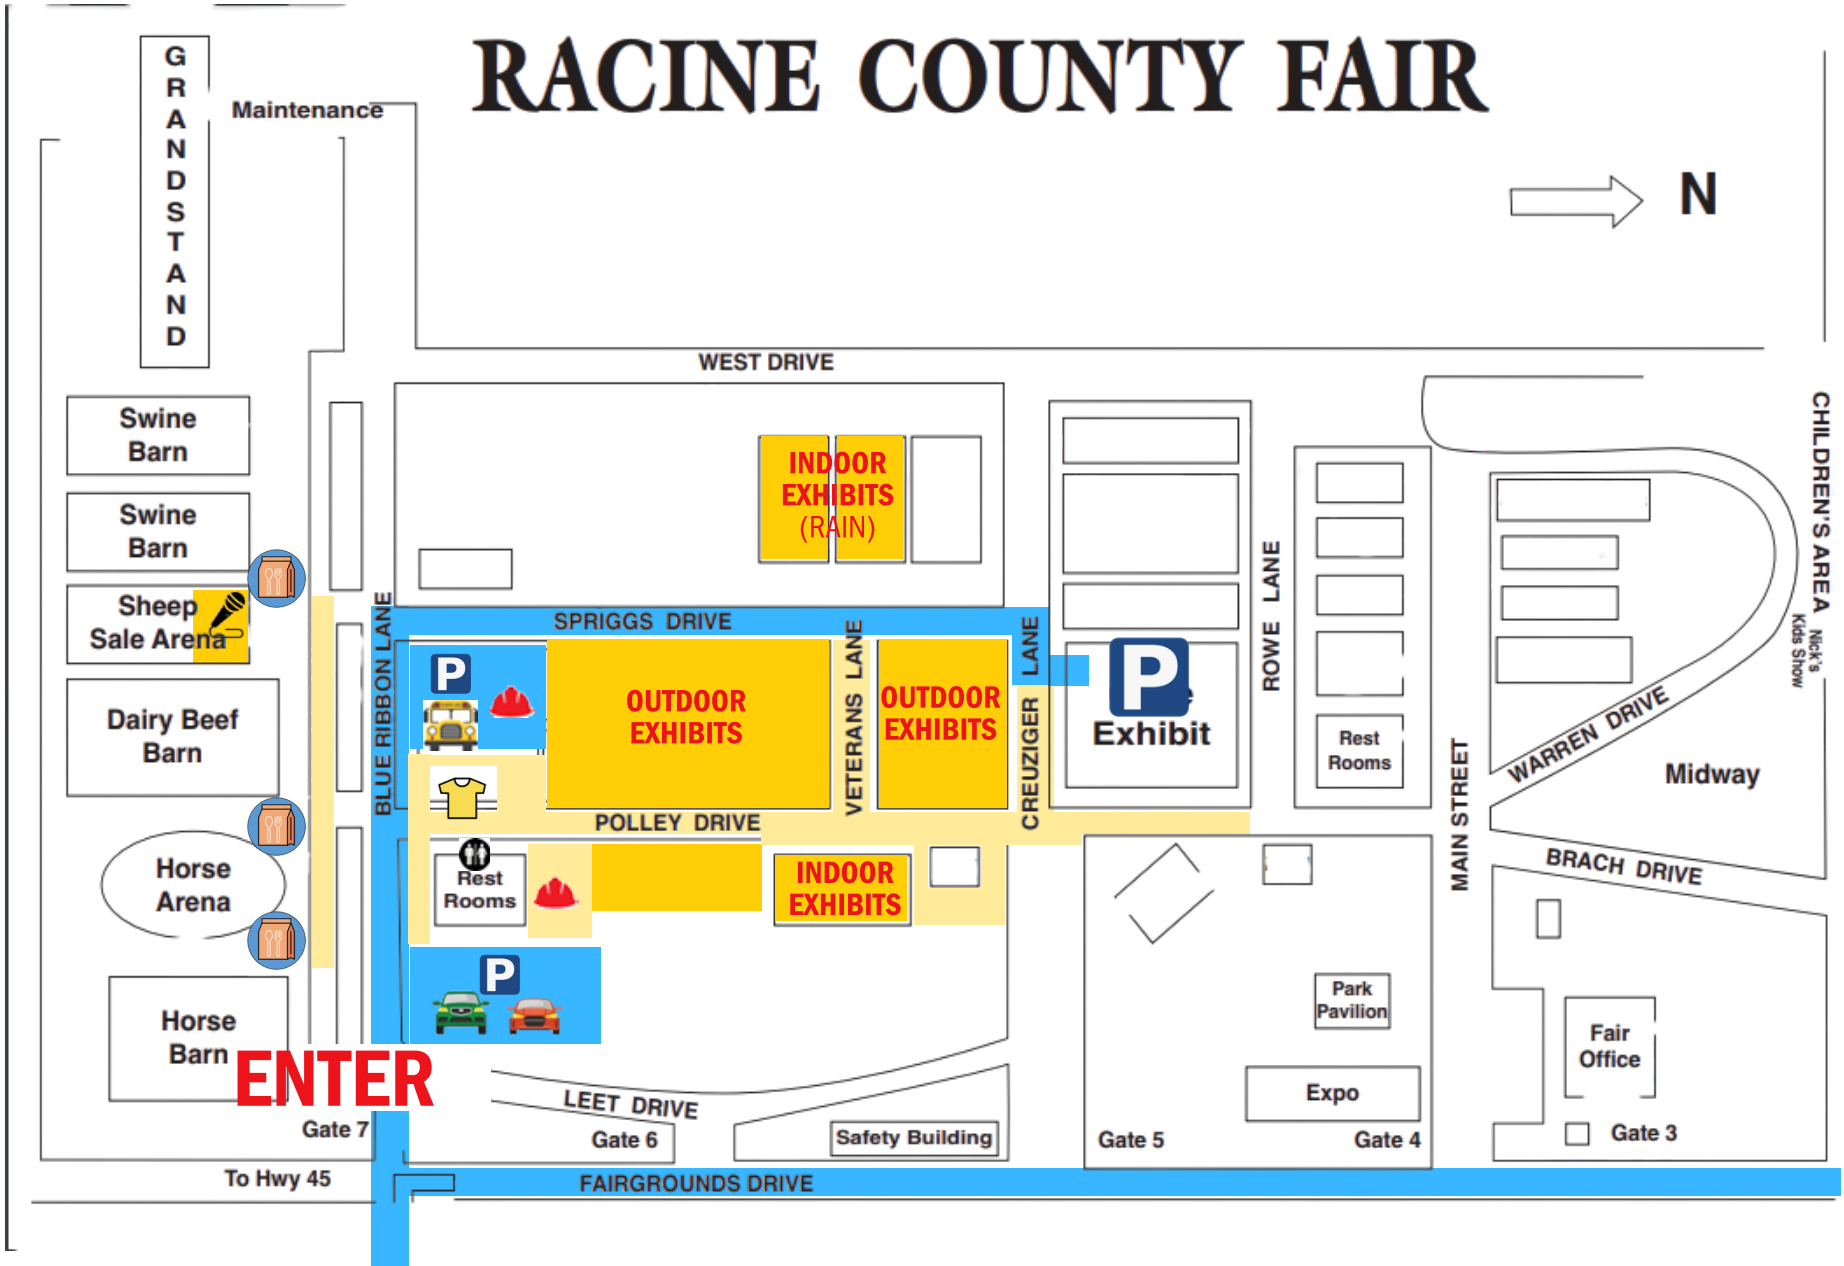 RACINE COUNTY FAIR
GRANDSTAND
Maintenance
N
WEST DRIVE
Swine
Barn
Swine
Barn
Sheep
Sale Arena
Dairy Beef
Barn
Horse
Arena
Horse
Barn
ENTER
Gate 7
To Hwy 45
BLUE RIBBON LANE
INDOOR
EXHIBITS
(RAIN)
SPRIGGS DRIVE
P
OUTDOOR
EXHIBITS
VETERANS LANE
OUTDOOR
EXHIBITS
CREUZIGER LANE
P
Exhibit
ROWE LANE
Rest
Rooms
MAIN STREET
WARREN DRIVE
Midway
CHILDREN'S AREA
Nick's
Kids Show
POLLEY DRIVE
Rest
Rooms
INDOOR
EXHIBITS
BRACH DRIVE
P
Park
Pavilion
Fair
Office
Expo
LEET DRIVE
Gate 6
Safety Building
Gate 5
Gate 4
Gate 3
FAIRGROUNDS DRIVE